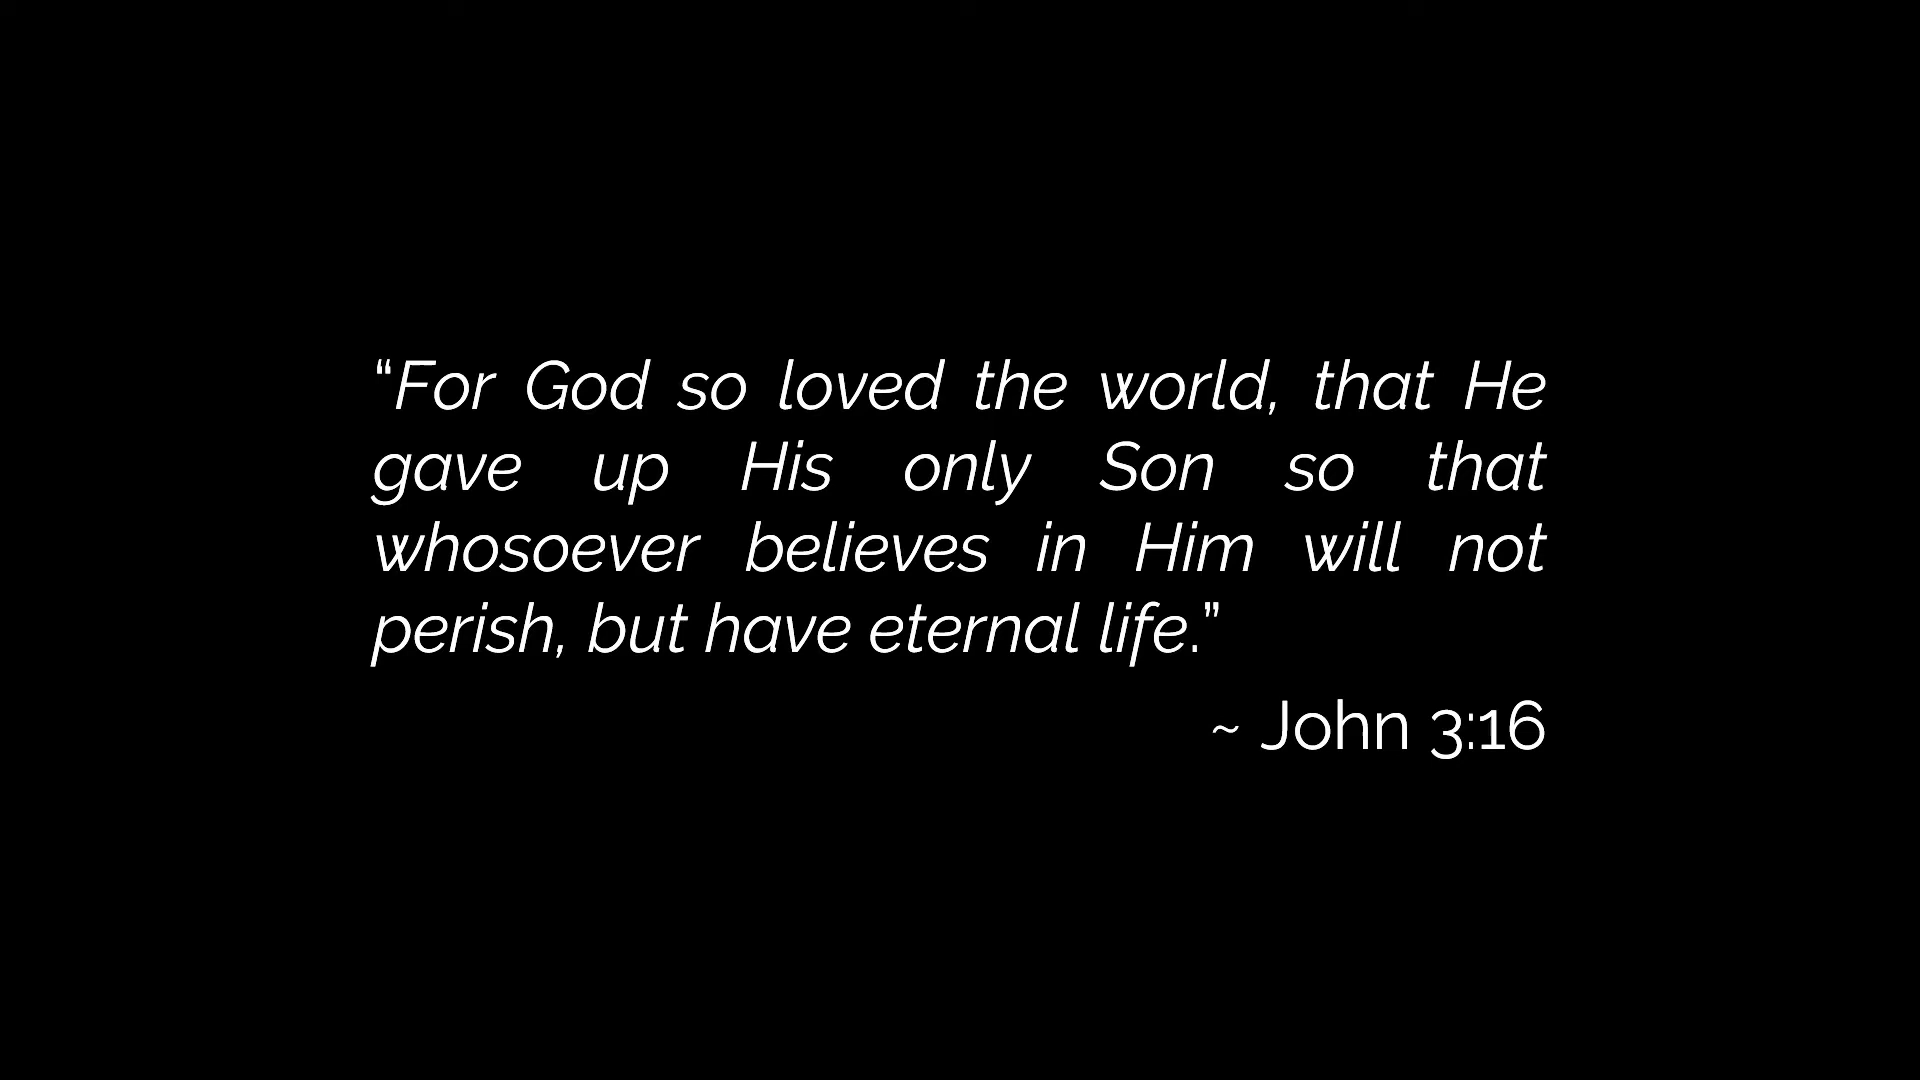 “For God so loved the world, that He
gave up His only Son so that
whosoever believes in Him will not
perish, but have eternal life.”
~ John 3:16